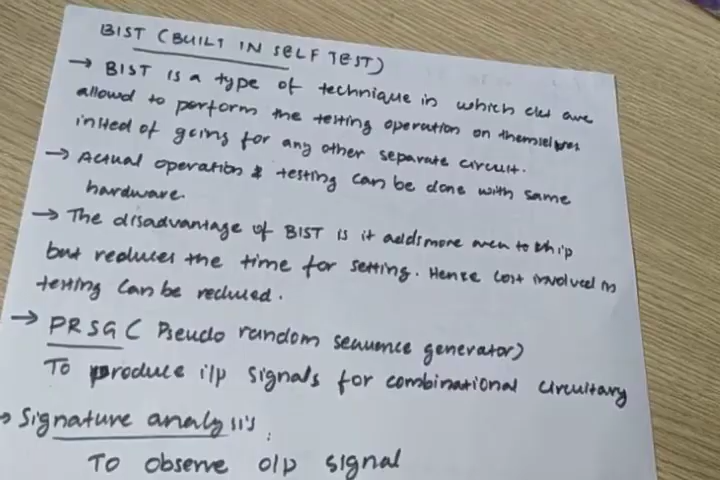 BIST (BUILT IN SELF TEST)
→ BIST is a type of technique in which ckts are
allowd to perform the testing operation on themselves
insted of going for any other separate circuit.
→ Actual operation & testing can be done with same
hardware.
→ The disadvantage of BIST is it adds more area to chip
but reduces the time for setting. Hence cost involved in
testing can be reduced.
→ PRSG ( Pseudo random sequence generator)
To produce i/p signals for combinational circuitary
→ Signature analysis :
To observe o/p signal